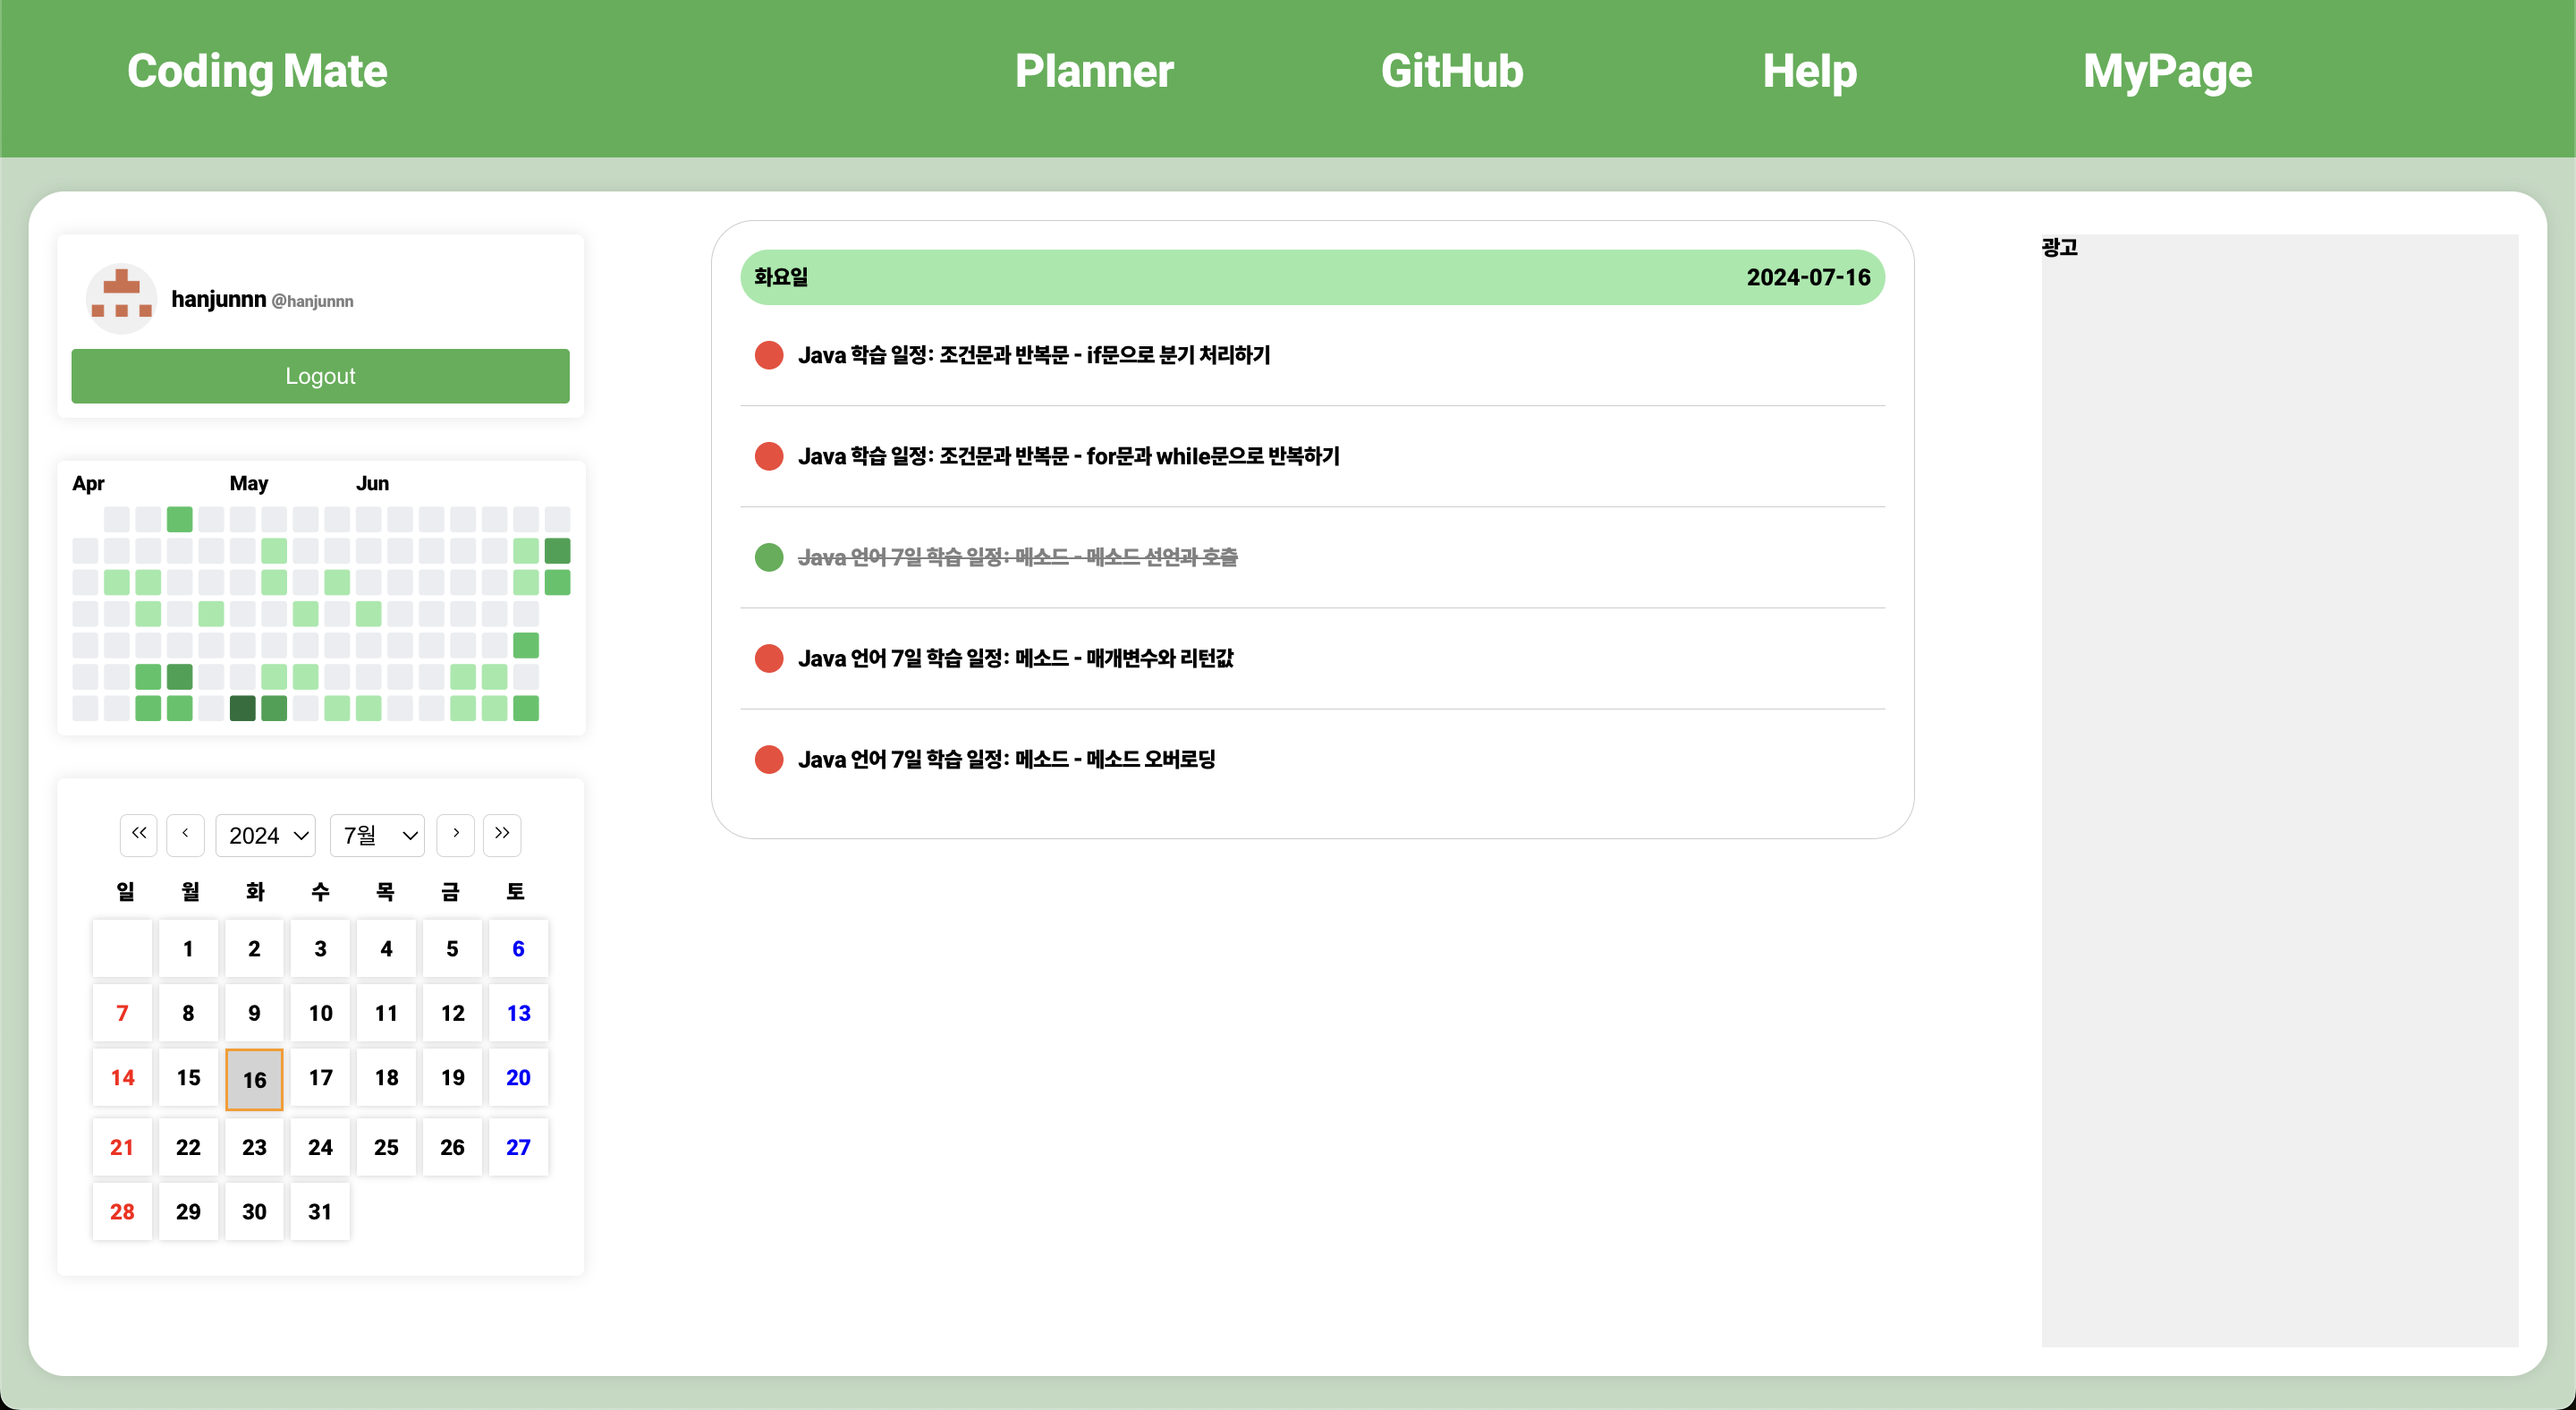 Coding Mate Planner GitHub Help MyPage
hanjunnn @hanjunnn
Logout
Apr May Jun
<< < 2024 7월 > >>
일 월 화 수 목 금 토
1 2 3 4 5 6
7 8 9 10 11 12 13
14 15 16 17 18 19 20
21 22 23 24 25 26 27
28 29 30 31
화요일 2024-07-16
Java 학습 일정: 조건문과 반복문 - if문으로 분기 처리하기
Java 학습 일정: 조건문과 반복문 - for문과 while문으로 반복하기
Java 언어 7일 학습 일정: 메소드 - 메소드 선언과 호출
Java 언어 7일 학습 일정: 메소드 - 매개변수와 리턴값
Java 언어 7일 학습 일정: 메소드 - 메소드 오버로딩
광고